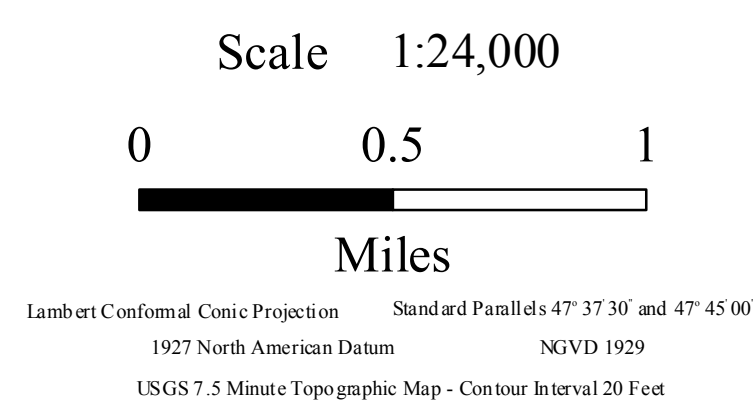 Scale 1:24,000
0 0.5 1
Miles
Lambert Conformal Conic Projection Standard Parallels 47° 37' 30" and 47° 45' 00"
1927 North American Datum NGVD 1929
USGS 7.5 Minute Topographic Map - Contour Interval 20 Feet